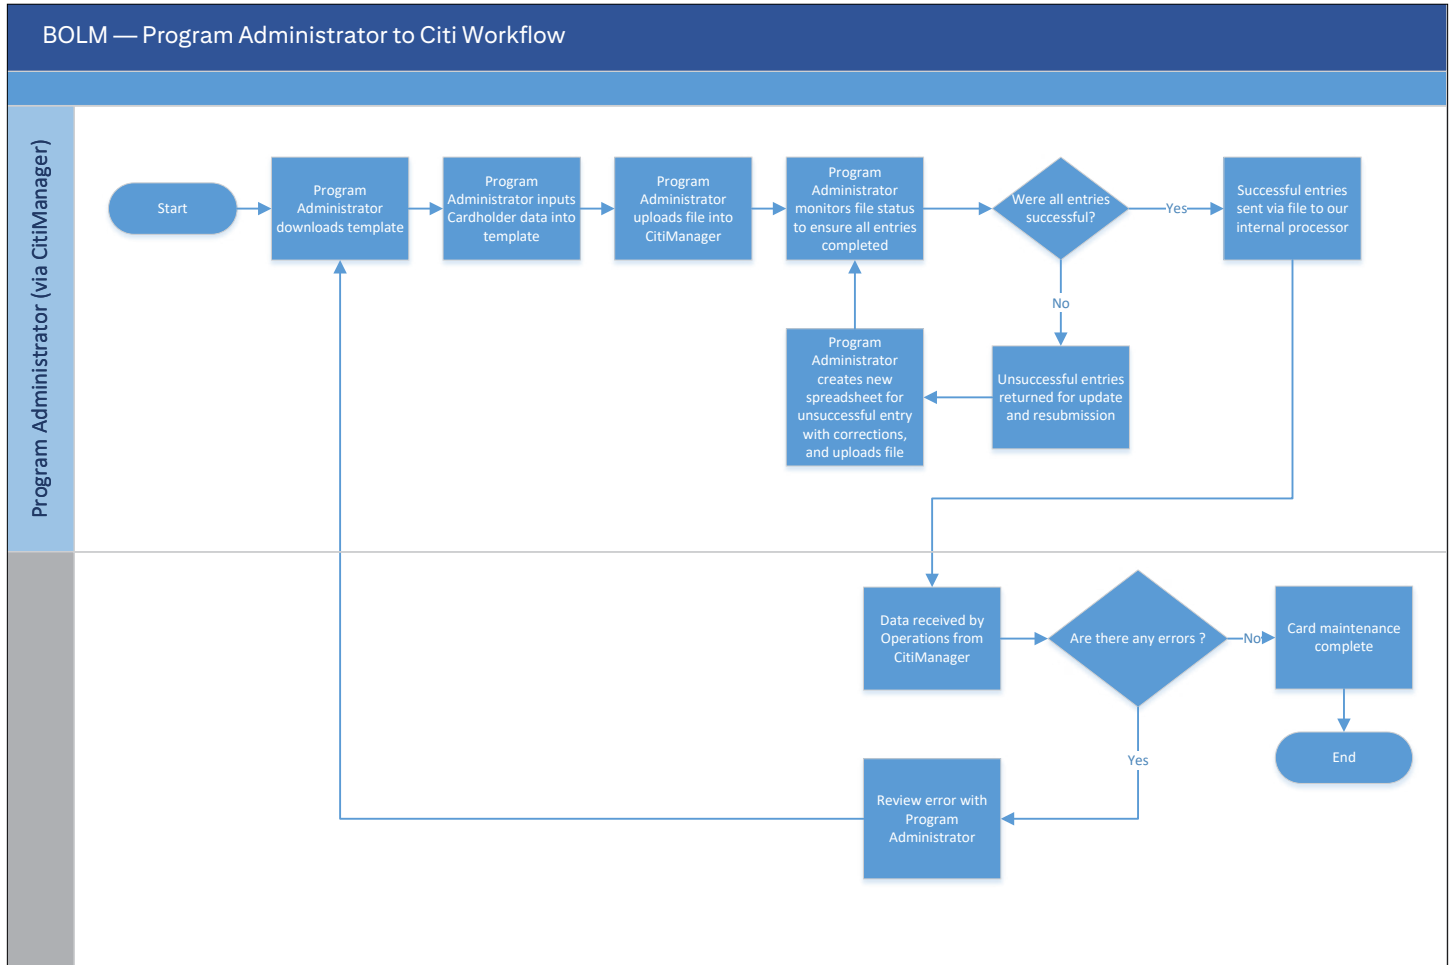 BOLM — Program Administrator to Citi Workflow
Program Administrator (via CitiManager)
Start
Program
Administrator
downloads template
Program
Administrator inputs
Cardholder data into
template
Program
Administrator
uploads file into
CitiManager
Program
Administrator
monitors file status
to ensure all entries
completed
Were all entries
successful?
Yes
Successful entries
sent via file to our
internal processor
No
Unsuccessful entries
returned for update
and resubmission
Program
Administrator
creates new
spreadsheet for
unsuccessful entry
with corrections,
and uploads file
Data received by
Operations from
CitiManager
Are there any errors ?
No
Card maintenance
complete
End
Yes
Review error with
Program
Administrator